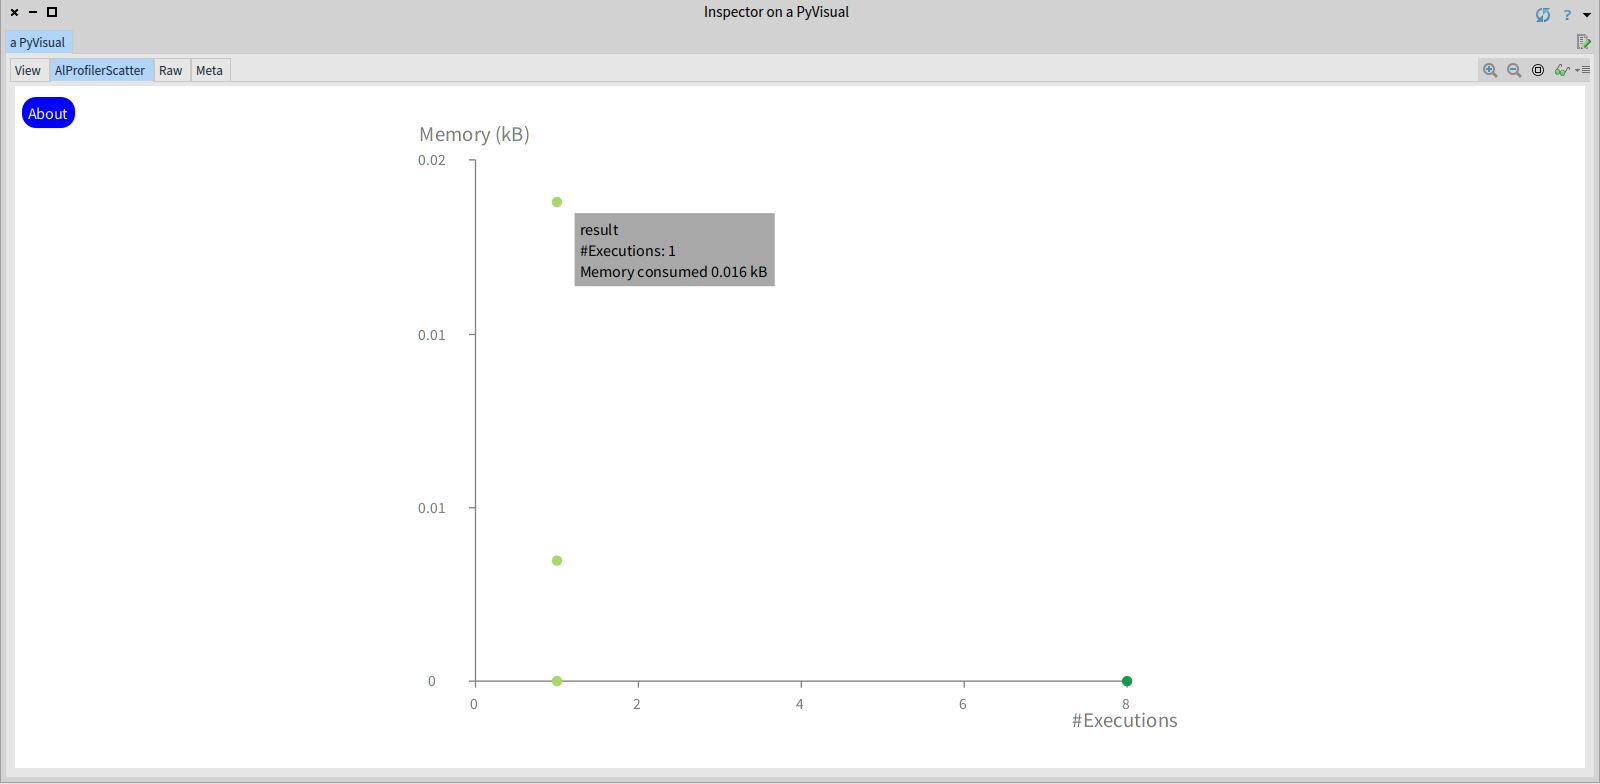 Inspector on a PyVisual
?
a PyVisual
View AlProfilerScatter Raw Meta
About
Memory (kB)
0.02
result
#Executions: 1
Memory consumed 0.016 kB
0.01
0.01
0
0 2 4 6 8
#Executions